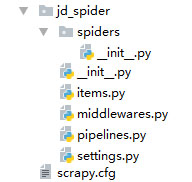 jd_spider
spiders
__init__.py
__init__.py
items.py
middlewares.py
pipelines.py
settings.py
scrapy.cfg